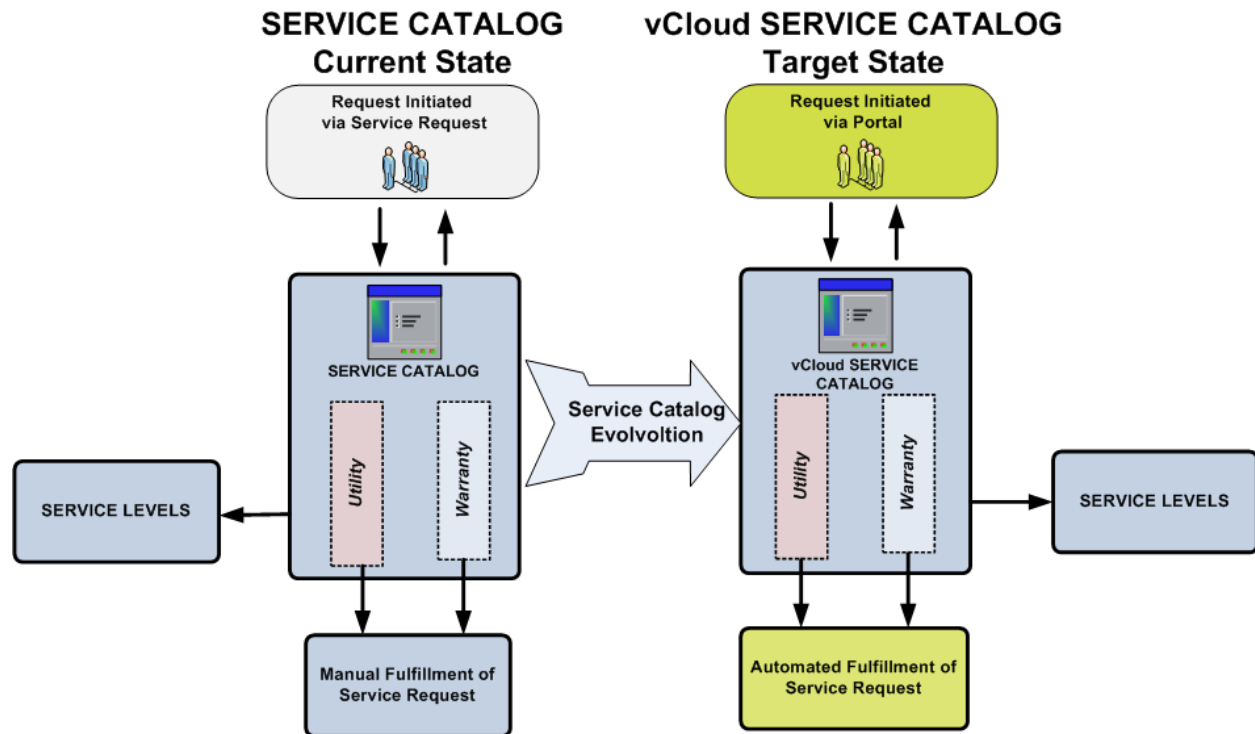 SERVICE CATALOG
Current State
vCloud SERVICE CATALOG
Target State
Request Initiated
via Service Request
Request Initiated
via Portal
SERVICE CATALOG
vCloud SERVICE
CATALOG
Service Catalog
Evolvoltion
Utility
Warranty
Utility
Warranty
SERVICE LEVELS
SERVICE LEVELS
Manual Fulfillment of
Service Request
Automated Fulfillment of
Service Request